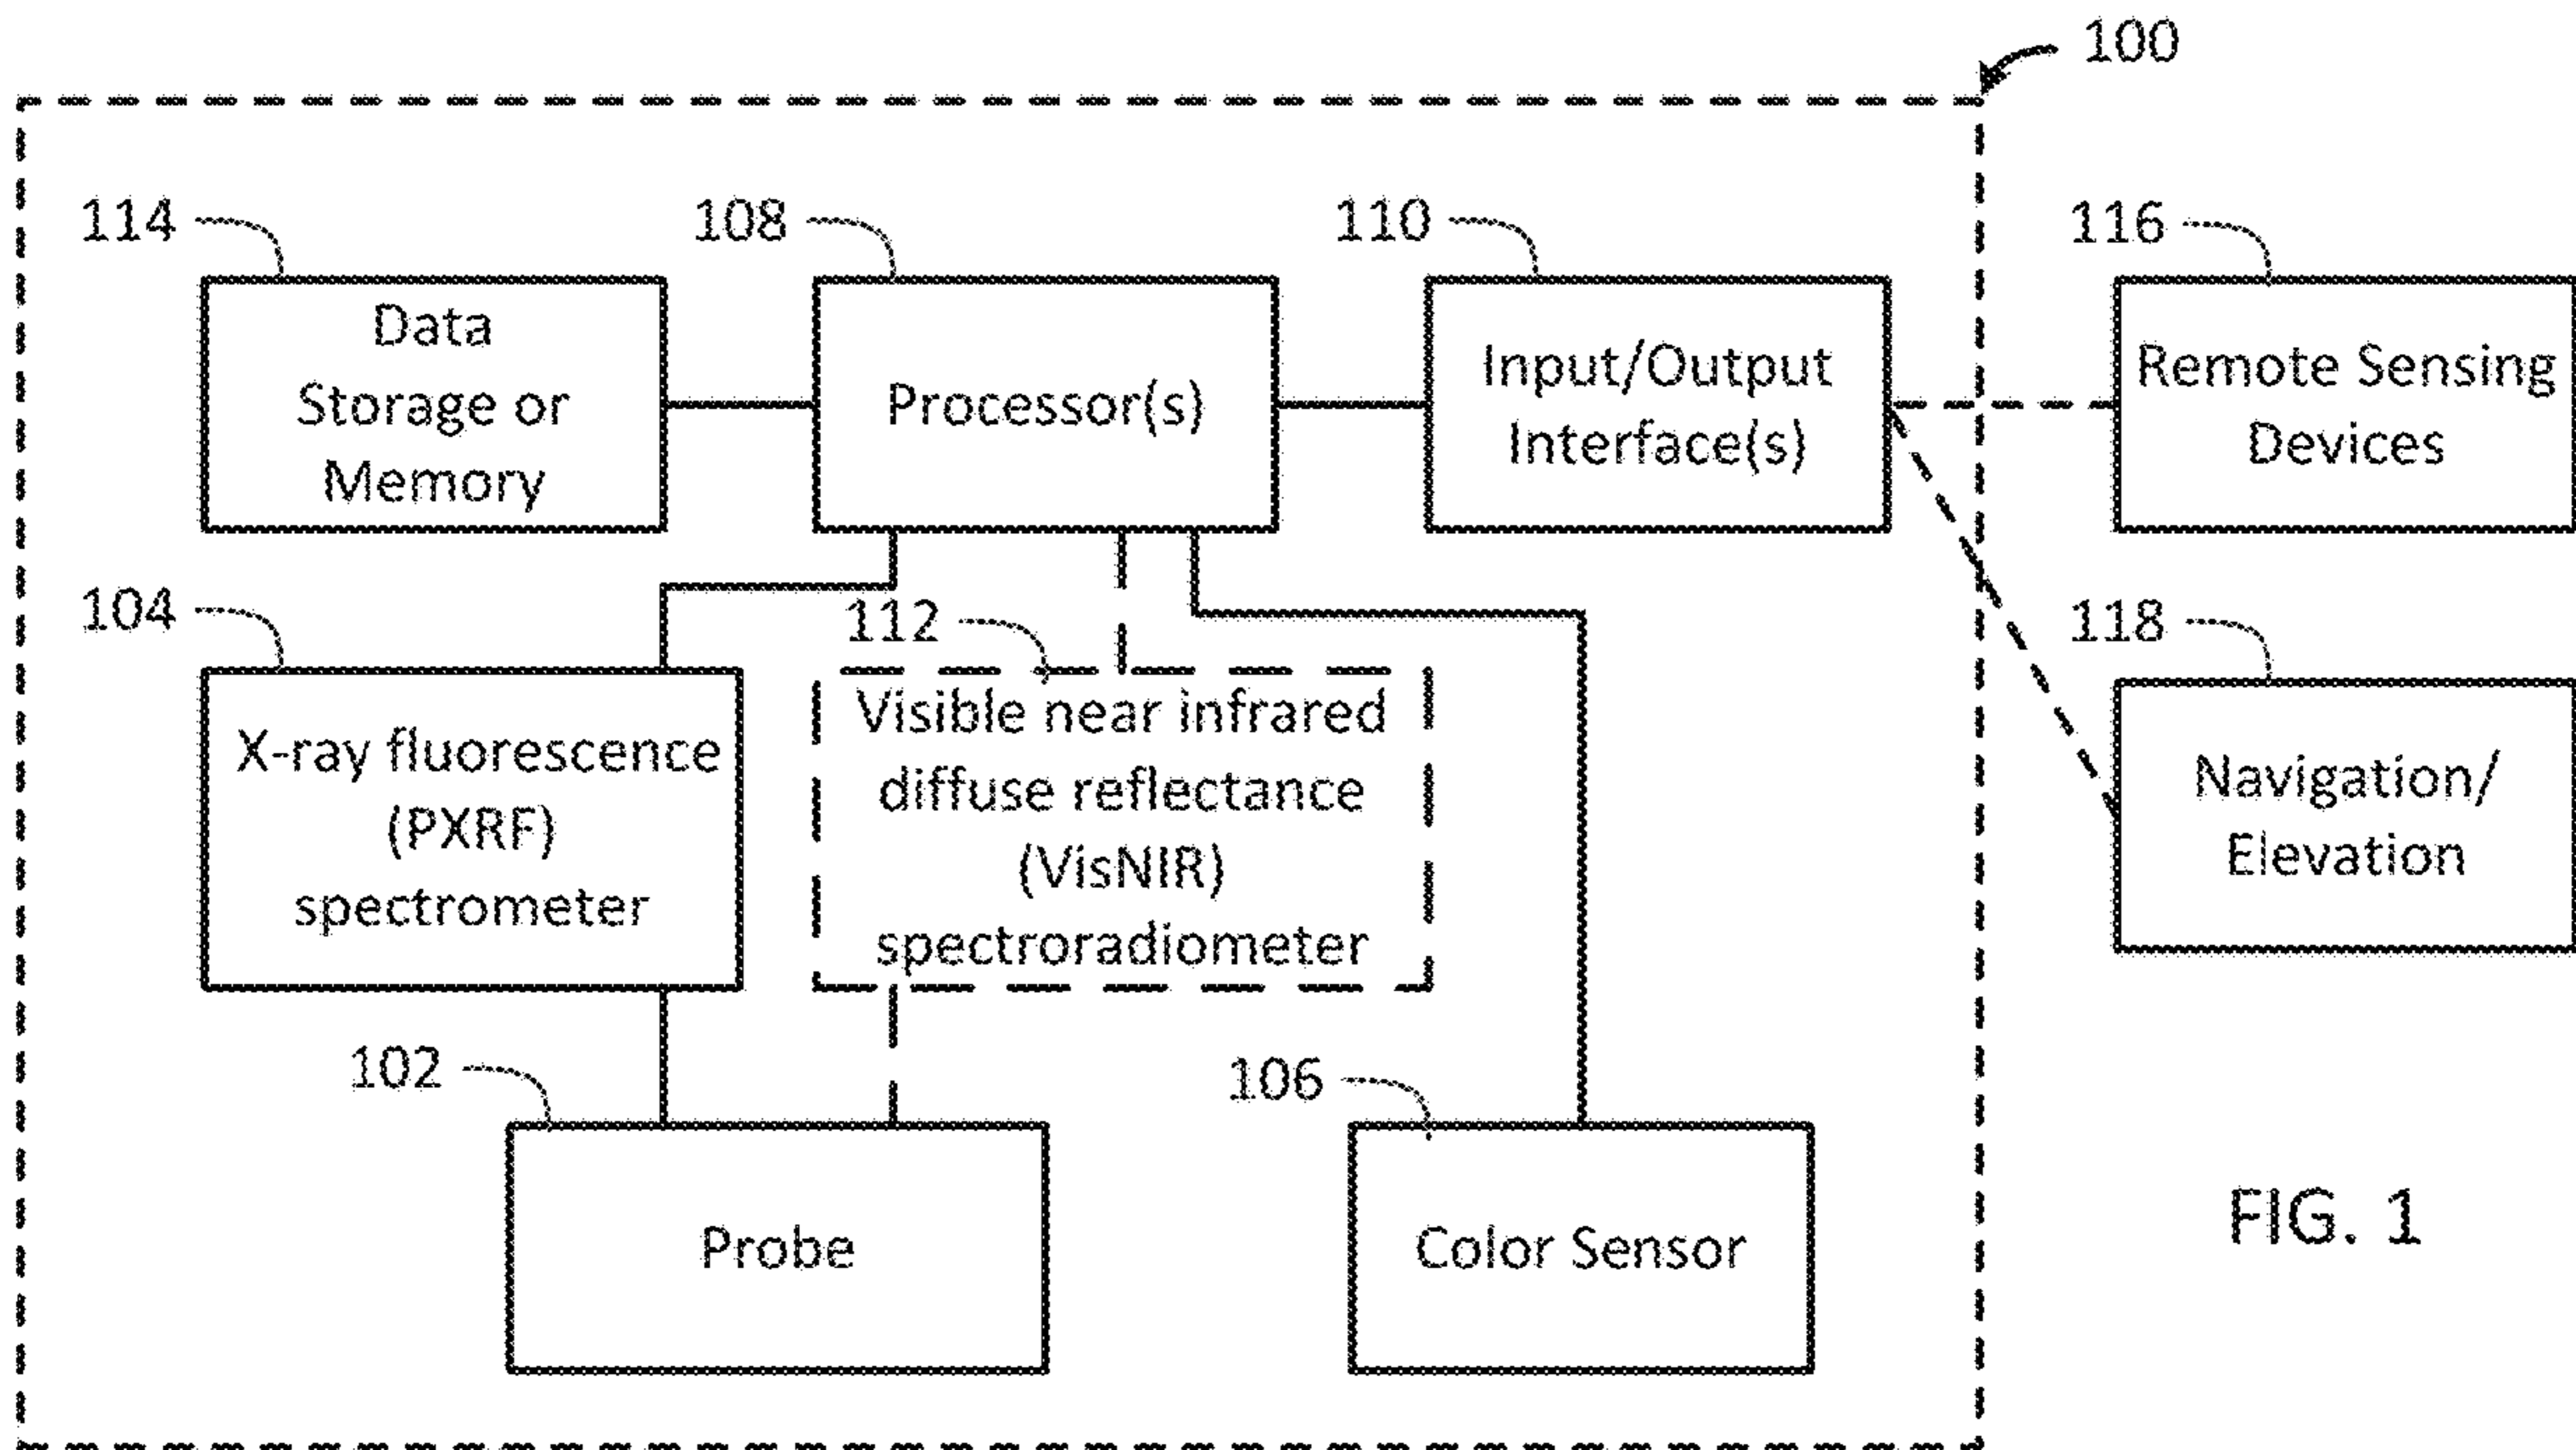 100
114
108
110
116
Data
Storage or
Memory
Processor(s)
Input/Output
Interface(s)
Remote Sensing
Devices
104
112
118
X-ray fluorescence
(PXRF)
spectrometer
Visible near infrared
diffuse reflectance
(VisNIR)
spectroradiometer
Navigation/
Elevation
102
106
Probe
Color Sensor
FIG. 1